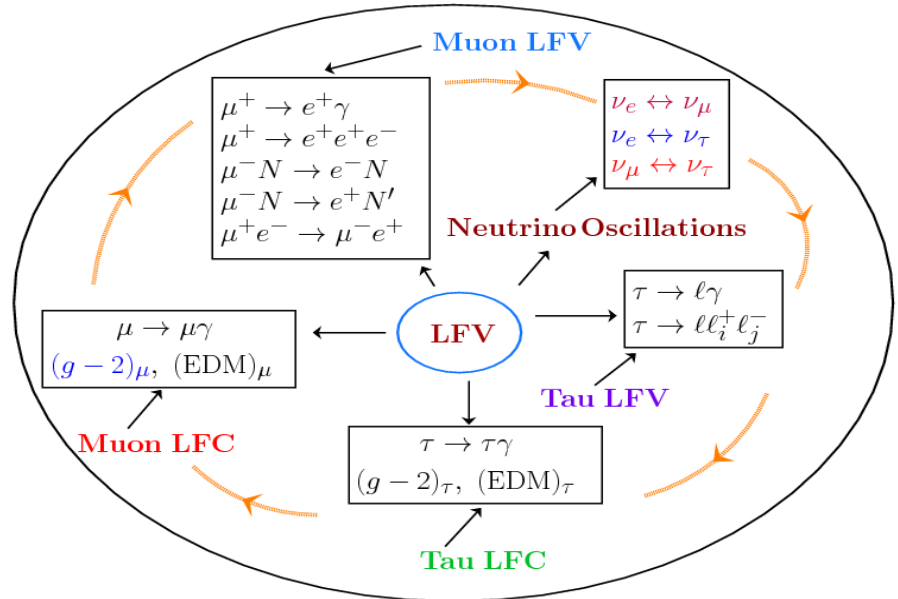 Muon LFV
μ⁺ → e⁺γ
μ⁺ → e⁺e⁺e⁻
μ⁻N → e⁻N
μ⁻N → e⁺N′
μ⁺e⁻ → μ⁻e⁺
νₑ ↔ ν_μ
νₑ ↔ ν_τ
ν_μ ↔ ν_τ
Neutrino Oscillations
τ → ℓγ
τ → ℓℓᵢ⁺ℓⱼ⁻
LFV
μ → μγ
(g − 2)_μ, (EDM)_μ
Tau LFV
Muon LFC
τ → τγ
(g − 2)_τ, (EDM)_τ
Tau LFC